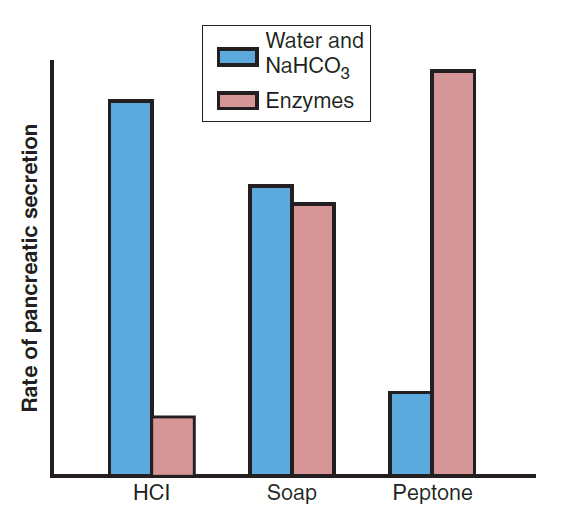 Water and
NaHCO₃
Enzymes
Rate of pancreatic secretion
HCl
Soap
Peptone